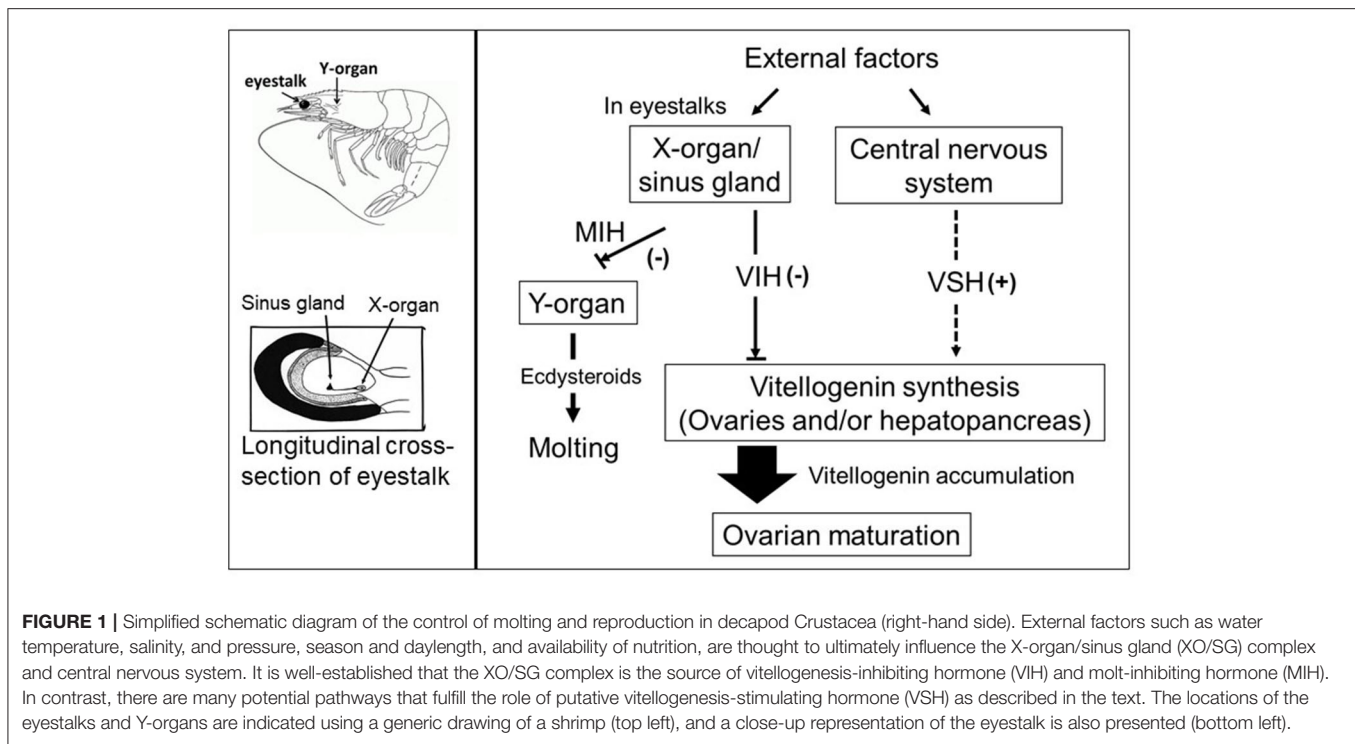 Y-organ
eyestalk
Sinus gland
X-organ
Longitudinal cross-
section of eyestalk
External factors
In eyestalks
X-organ/
sinus gland
Central nervous
system
MIH
(-)
VIH (-)
VSH (+)
Y-organ
Ecdysteroids
Molting
Vitellogenin synthesis
(Ovaries and/or hepatopancreas)
Vitellogenin accumulation
Ovarian maturation
FIGURE 1 | Simplified schematic diagram of the control of molting and reproduction in decapod Crustacea (right-hand side). External factors such as water
temperature, salinity, and pressure, season and daylength, and availability of nutrition, are thought to ultimately influence the X-organ/sinus gland (XO/SG) complex
and central nervous system. It is well-established that the XO/SG complex is the source of vitellogenesis-inhibiting hormone (VIH) and molt-inhibiting hormone (MIH).
In contrast, there are many potential pathways that fulfill the role of putative vitellogenesis-stimulating hormone (VSH) as described in the text. The locations of the
eyestalks and Y-organs are indicated using a generic drawing of a shrimp (top left), and a close-up representation of the eyestalk is also presented (bottom left).